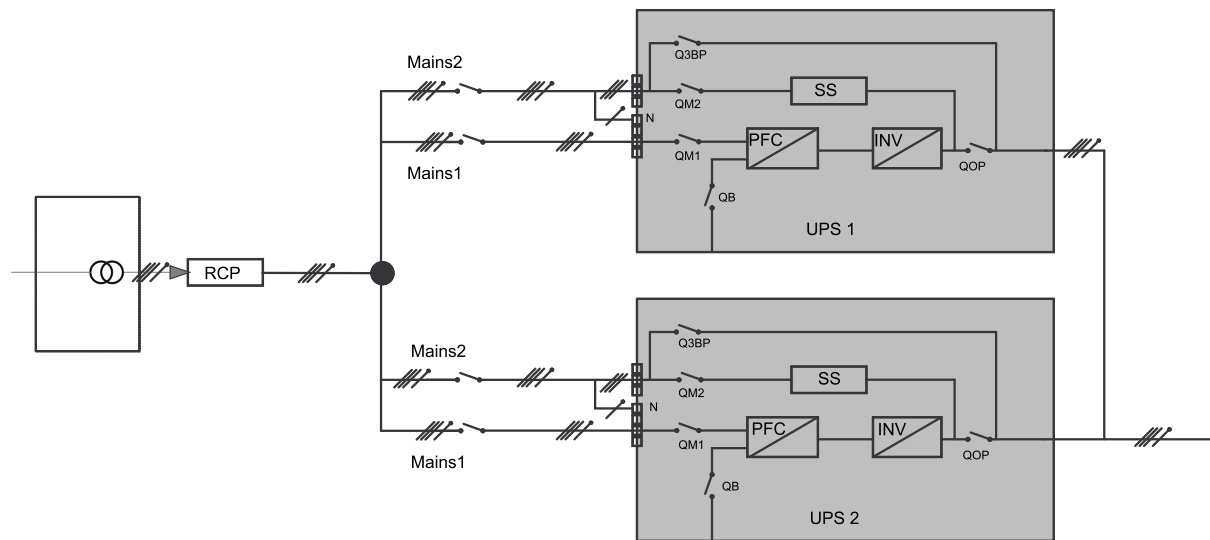 Mains2
Q3BP
QM2
SS
N
Mains1
QM1
PFC
INV
QOP
QB
UPS 1
RCP
Mains2
Q3BP
QM2
SS
N
Mains1
QM1
PFC
INV
QOP
QB
UPS 2